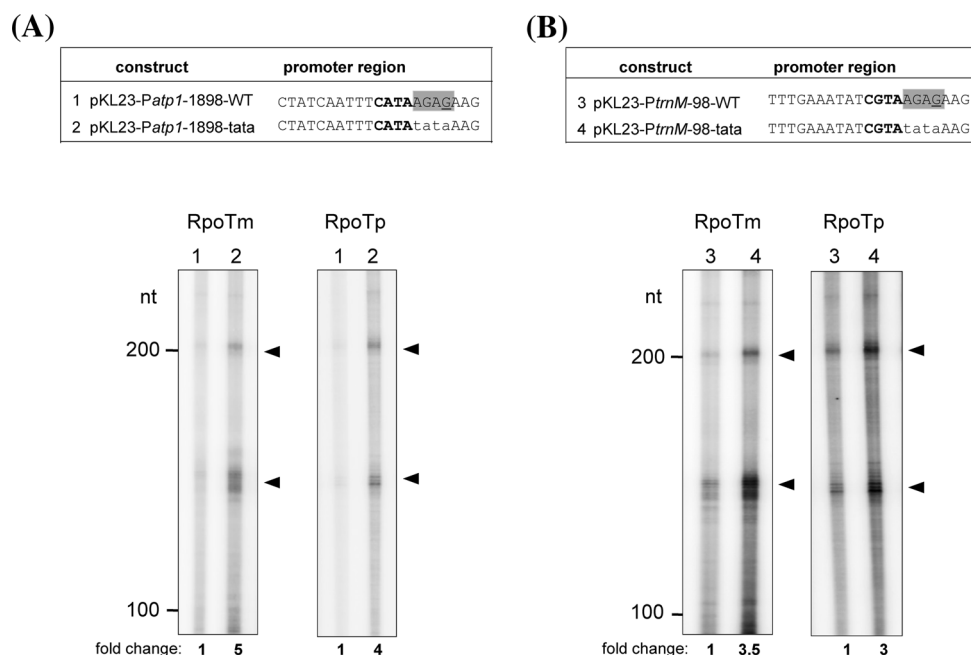 (A)
construct promoter region
1 pKL23-Patp1-1898-WT CTATCAATTTCATAAGAGAAG
2 pKL23-Patp1-1898-tata CTATCAATTTCATAtataAAG
RpoTm RpoTp
1 2 1 2
nt
200
100
fold change: 1 5 1 4
(B)
construct promoter region
3 pKL23-PtrnM-98-WT TTTGAAATATCGTAAGAGAAG
4 pKL23-PtrnM-98-tata TTTGAAATATCGTAtataAAG
RpoTm RpoTp
3 4 3 4
nt
200
100
fold change: 1 3.5 1 3